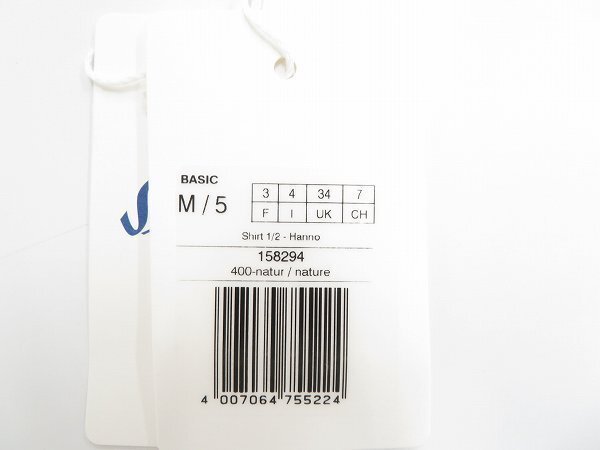 BASIC
M / 5
3 4 34 7
F I UK CH
Shirt 1/2 - Hanno
158294
400-natur / nature
4 007064 755224